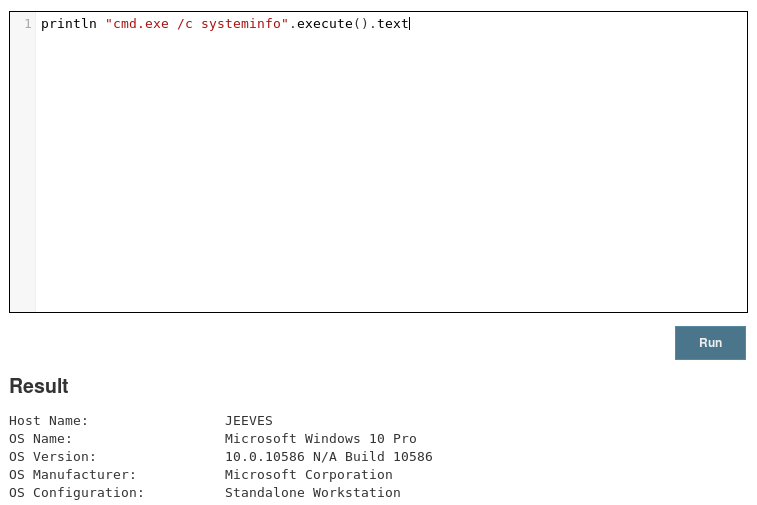 1 println "cmd.exe /c systeminfo".execute().text
Run
Result
Host Name: JEEVES
OS Name: Microsoft Windows 10 Pro
OS Version: 10.0.10586 N/A Build 10586
OS Manufacturer: Microsoft Corporation
OS Configuration: Standalone Workstation